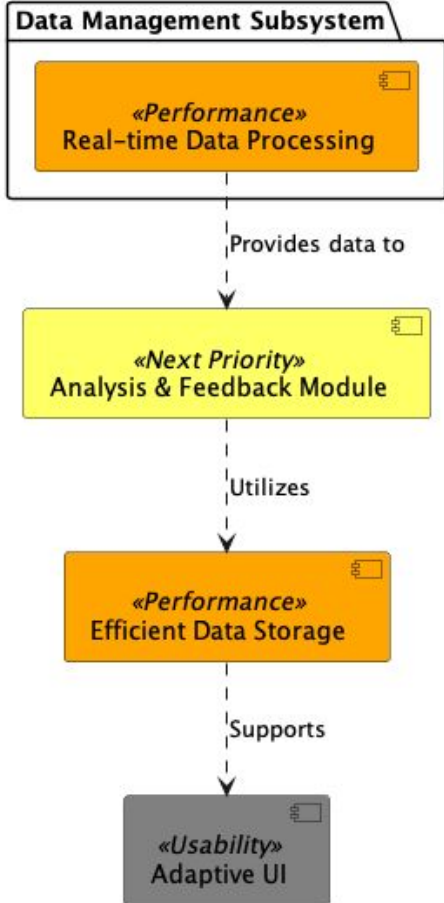 Data Management Subsystem
«Performance»
Real-time Data Processing
Provides data to
«Next Priority»
Analysis & Feedback Module
Utilizes
«Performance»
Efficient Data Storage
Supports
«Usability»
Adaptive UI